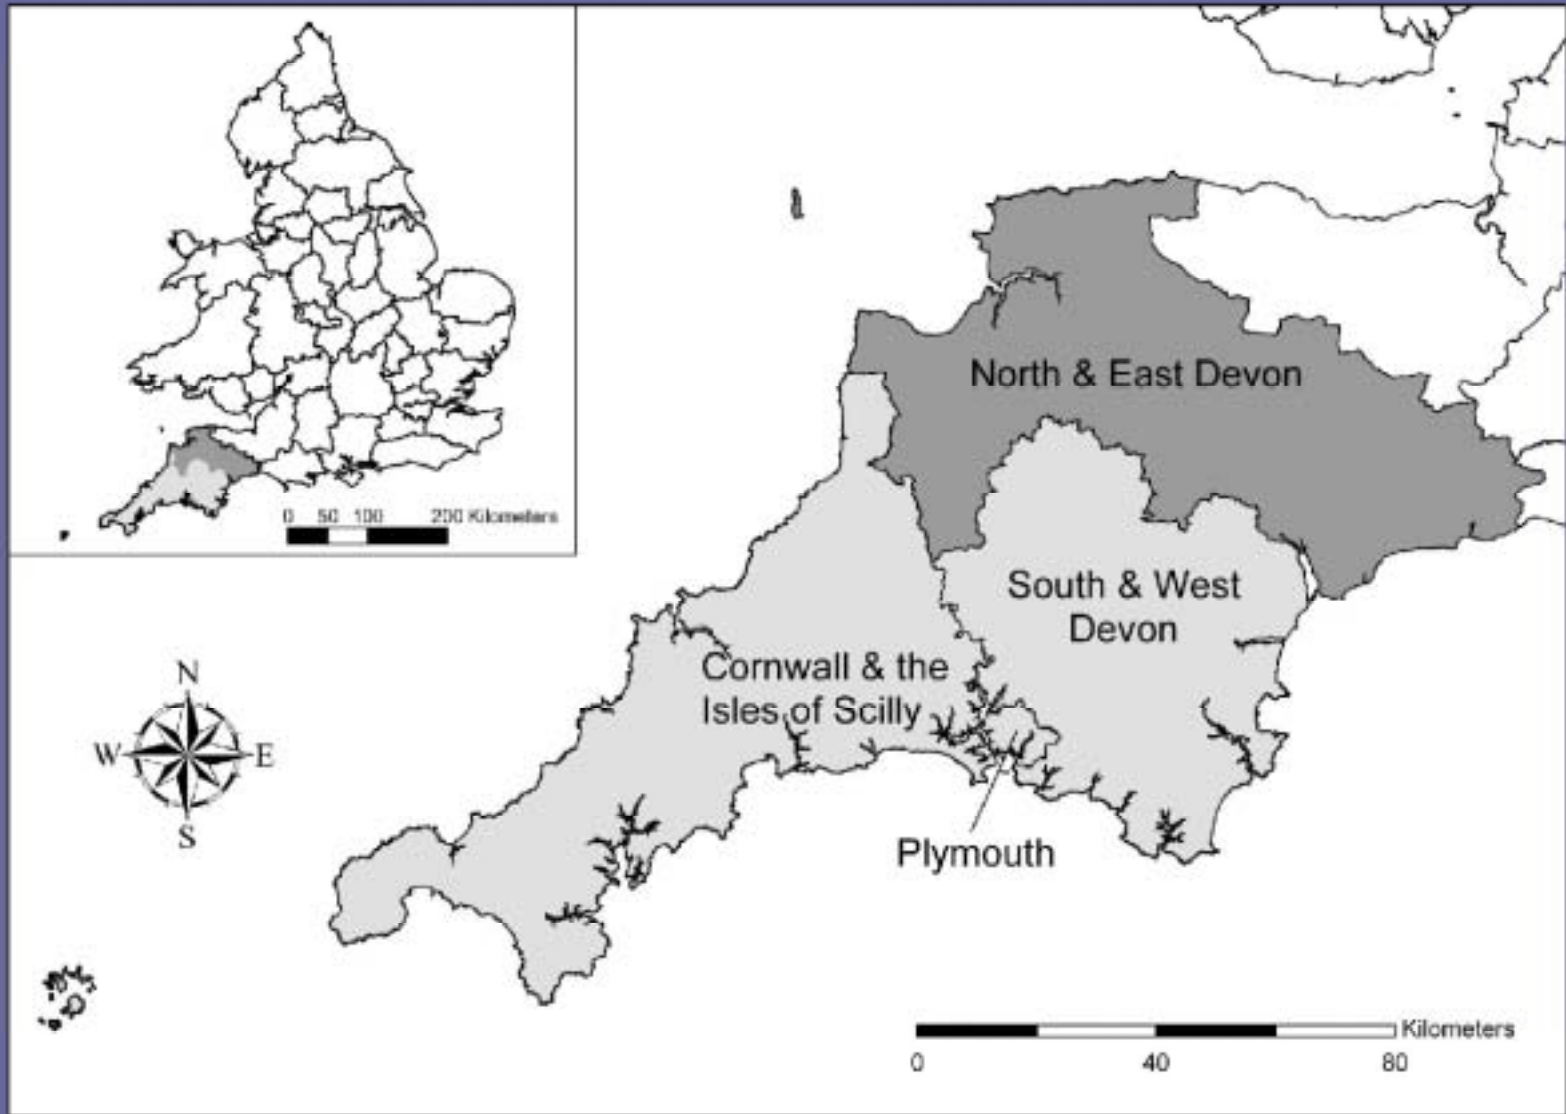 0 50 100 200 Kilometers
North & East Devon
South & West
Devon
Cornwall & the
Isles of Scilly
N
W E
S
Plymouth
Kilometers
0 40 80